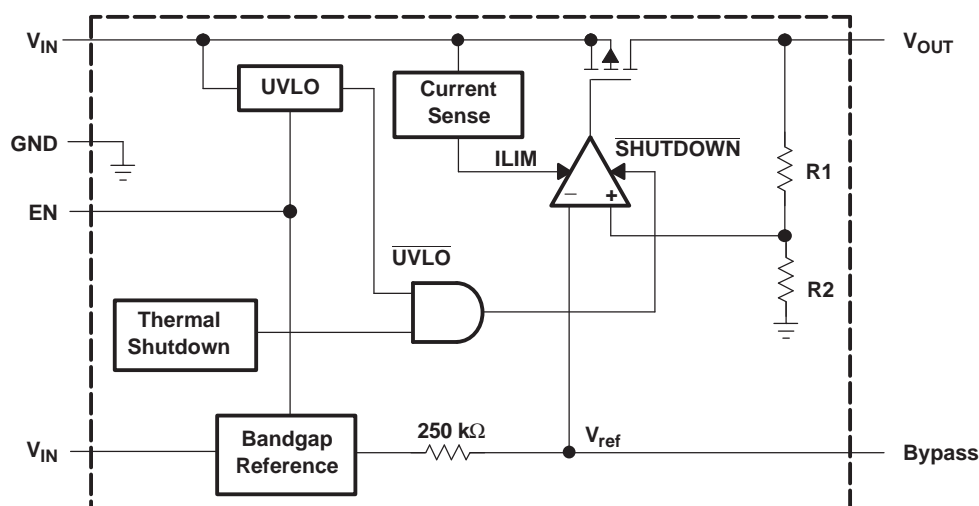 VIN
VOUT
UVLO
Current
Sense
GND
SHUTDOWN
ILIM
R1
– +
EN
UVLO
R2
Thermal
Shutdown
250 kΩ
Vref
VIN
Bandgap
Reference
Bypass